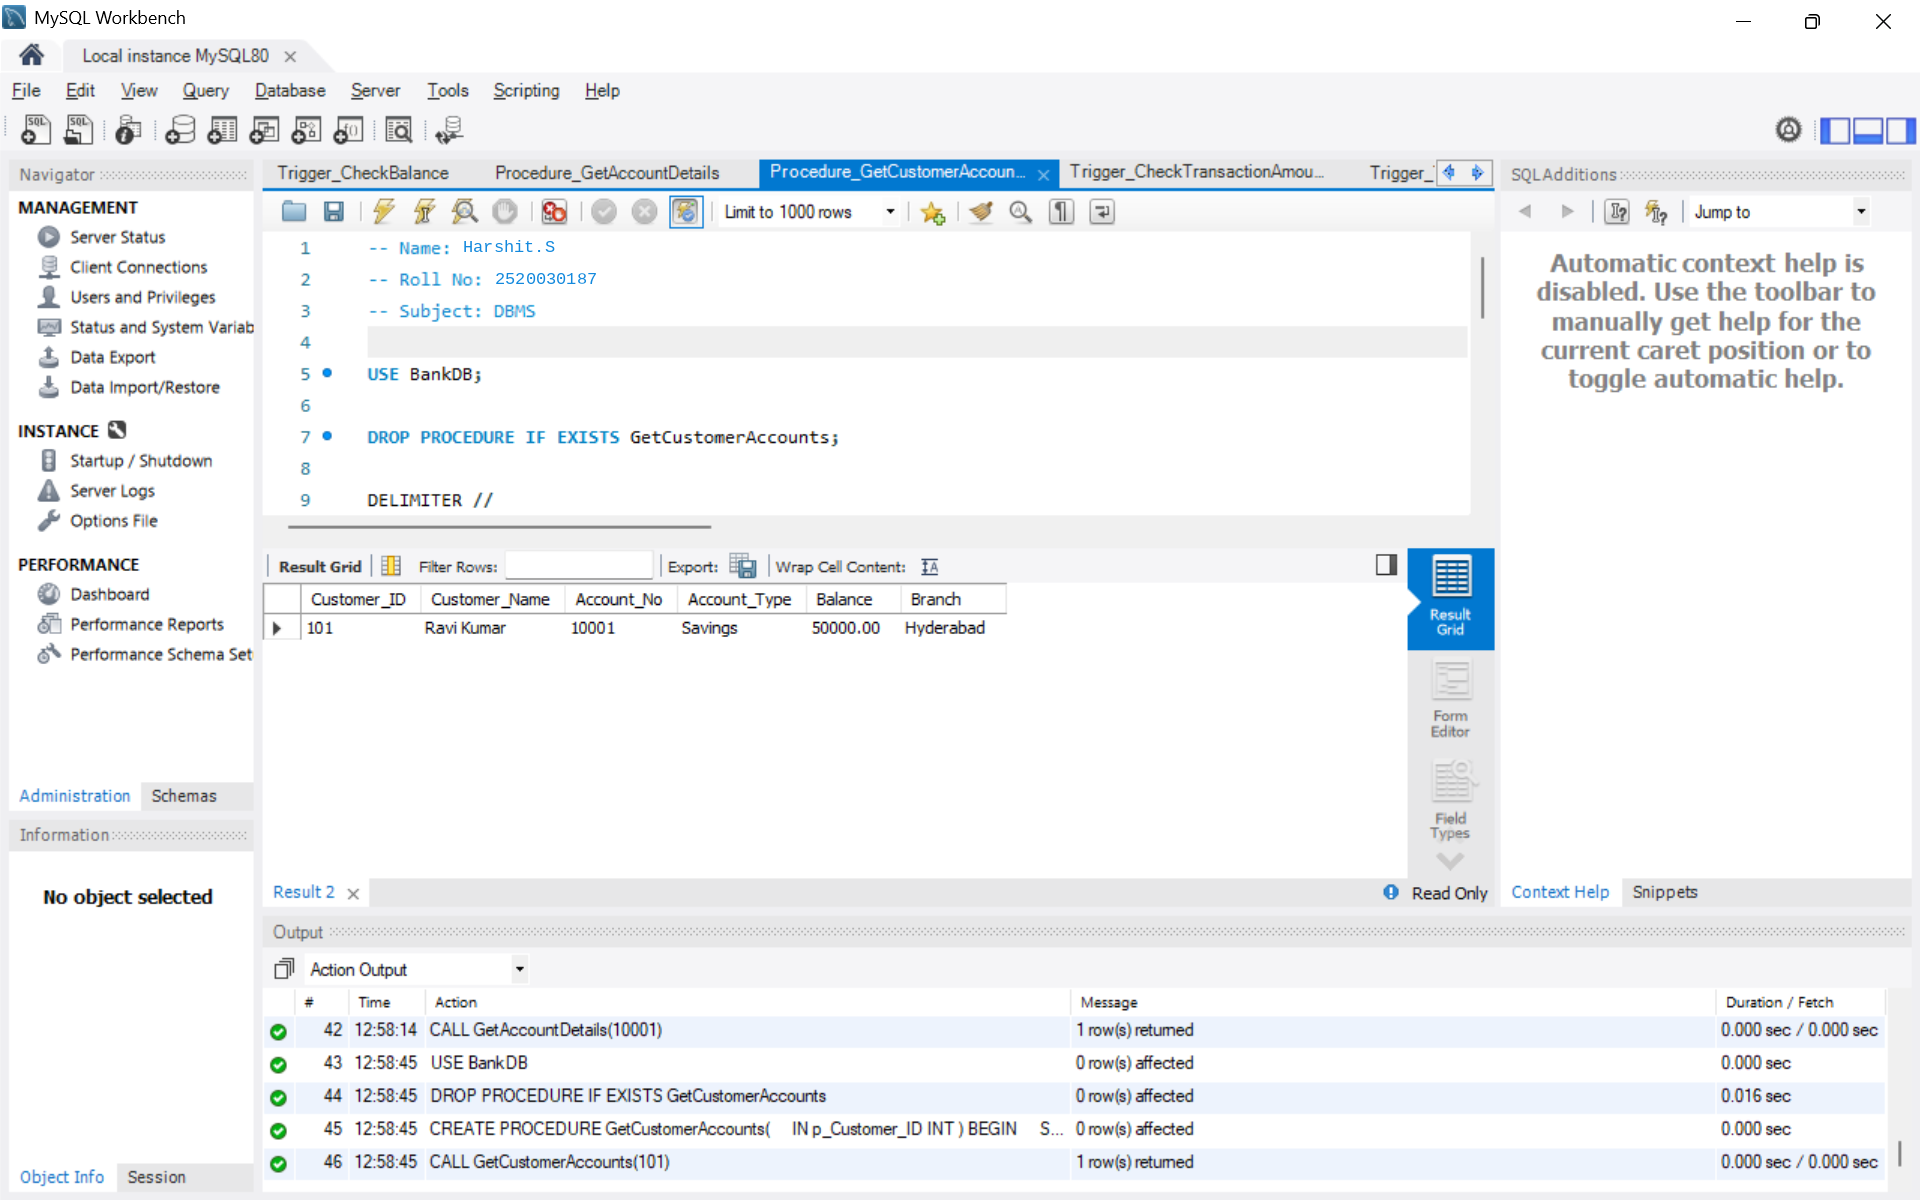 MySQL Workbench
Local instance MySQL80
File Edit View Query Database Server Tools Scripting Help
Navigator
MANAGEMENT
Server Status
Client Connections
Users and Privileges
Status and System Variab
Data Export
Data Import/Restore
INSTANCE
Startup / Shutdown
Server Logs
Options File
PERFORMANCE
Dashboard
Performance Reports
Performance Schema Set
Administration Schemas
Information
No object selected
Object Info Session
Trigger_CheckBalance Procedure_GetAccountDetails Procedure_GetCustomerAccoun... Trigger_CheckTransactionAmou... Trigger_
Limit to 1000 rows
1 -- Name: Harshit.S
2 -- Roll No: 2520030187
3 -- Subject: DBMS
4
5 USE BankDB;
6
7 DROP PROCEDURE IF EXISTS GetCustomerAccounts;
8
9 DELIMITER //
Result Grid Filter Rows: Export: Wrap Cell Content:
Customer_ID Customer_Name Account_No Account_Type Balance Branch
101 Ravi Kumar 10001 Savings 50000.00 Hyderabad
Result Grid
Form Editor
Field Types
Result 2 Read Only
SQLAdditions
Jump to
Automatic context help is
disabled. Use the toolbar to
manually get help for the
current caret position or to
toggle automatic help.
Context Help Snippets
Output
Action Output
# Time Action Message Duration / Fetch
42 12:58:14 CALL GetAccountDetails(10001) 1 row(s) returned 0.000 sec / 0.000 sec
43 12:58:45 USE BankDB 0 row(s) affected 0.000 sec
44 12:58:45 DROP PROCEDURE IF EXISTS GetCustomerAccounts 0 row(s) affected 0.016 sec
45 12:58:45 CREATE PROCEDURE GetCustomerAccounts( IN p_Customer_ID INT ) BEGIN S... 0 row(s) affected 0.000 sec
46 12:58:45 CALL GetCustomerAccounts(101) 1 row(s) returned 0.000 sec / 0.000 sec